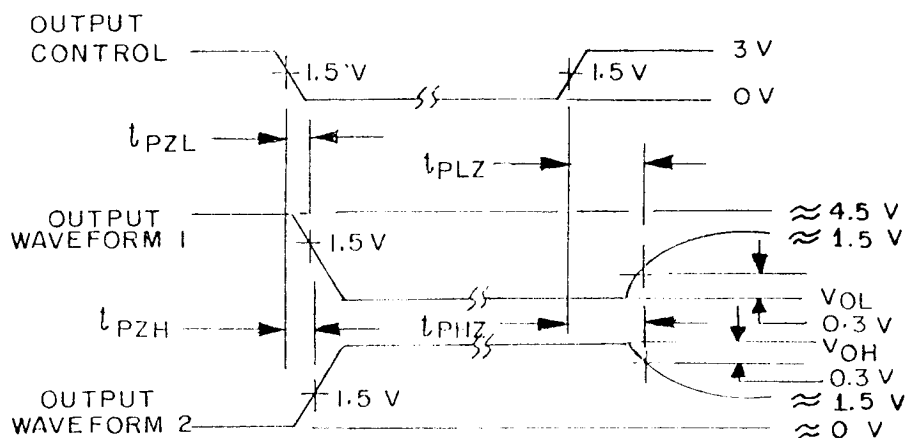 OUTPUT
CONTROL
1.5 V
1.5 V
3 V
0 V
tPZL
tPLZ
OUTPUT
WAVEFORM 1
1.5 V
≈ 4.5 V
≈ 1.5 V
VOL
0.3 V
tPZH
tPHZ
VOH
0.3 V
OUTPUT
WAVEFORM 2
1.5 V
≈ 1.5 V
≈ 0 V